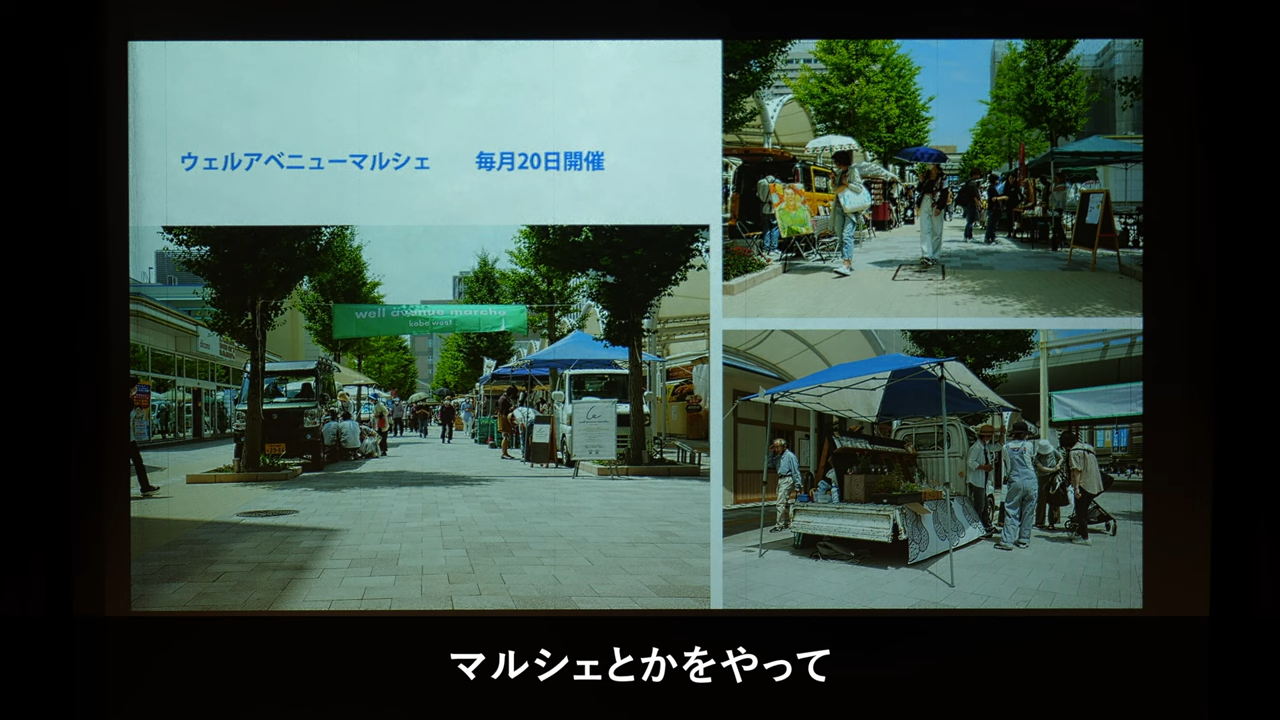 ウェルアベニューマルシェ 毎月20日開催
well avenue marche
kobe west
マルシェとかをやって